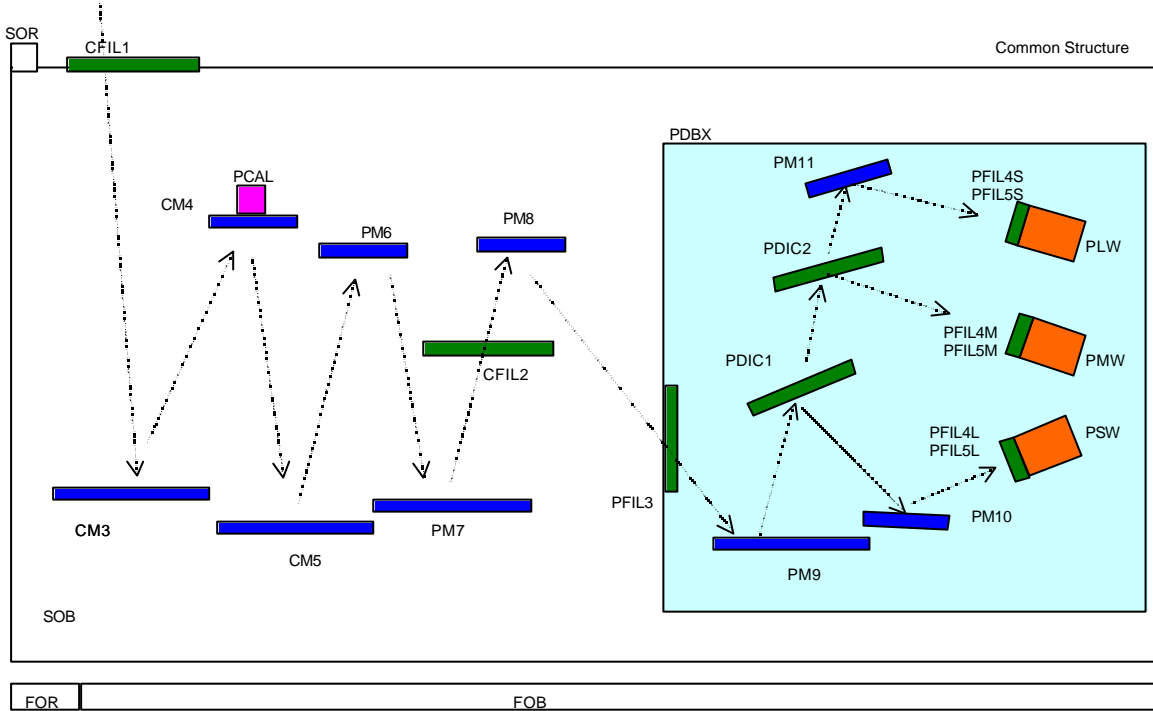 SOR
CFIL1
Common Structure
PDBX
PM11
PCAL
CM4
PFIL4S
PFIL5S
PM6
PM8
PDIC2
PLW
CFIL2
PDIC1
PFIL4M
PFIL5M
PMW
PFIL4L
PFIL5L
PSW
PFIL3
CM3
PM7
PM10
CM5
PM9
SOB
FOR
FOB